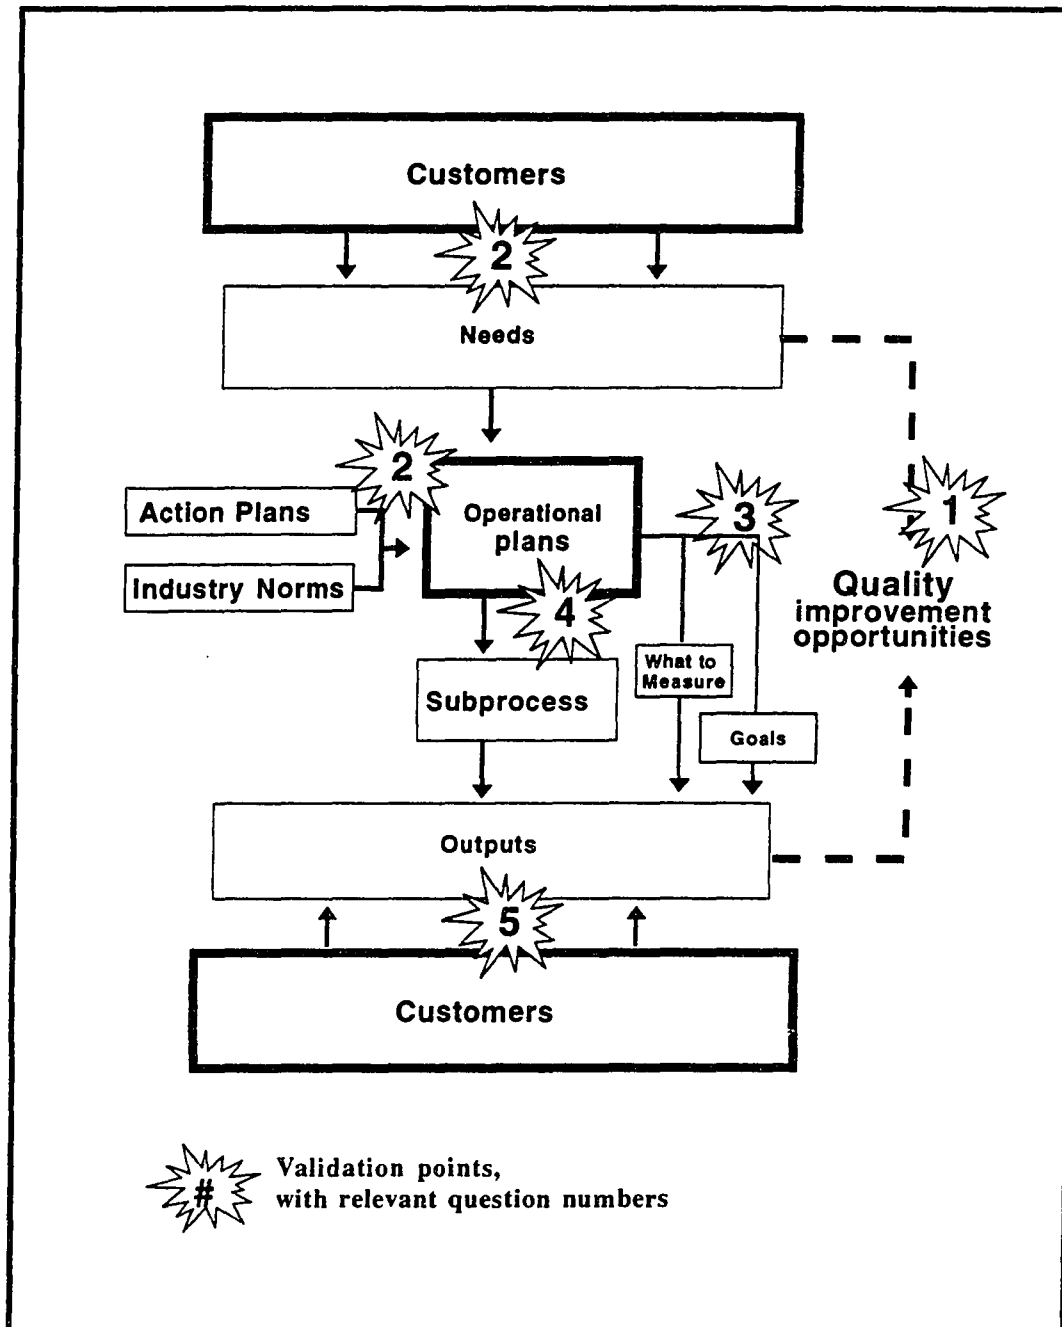 Customers
2
Needs
2
Action Plans
Operational
plans
3
1
Industry Norms
Quality
improvement
opportunities
4
What to
Measure
Subprocess
Goals
Outputs
5
Customers
# Validation points,
with relevant question numbers